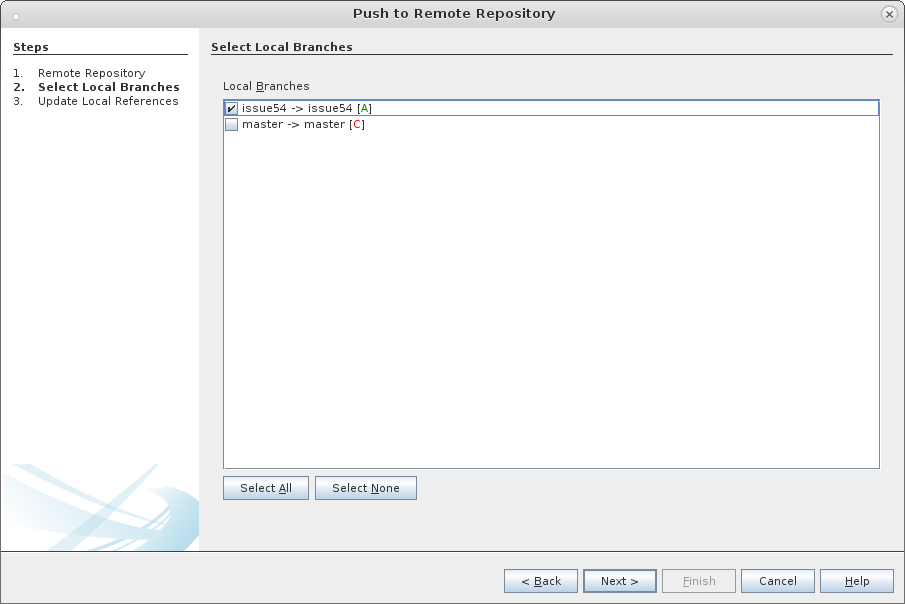 Push to Remote Repository
Steps
1. Remote Repository
2. Select Local Branches
3. Update Local References
Select Local Branches
Local Branches
issue54 -> issue54 [A]
master -> master [C]
Select All
Select None
< Back
Next >
Finish
Cancel
Help